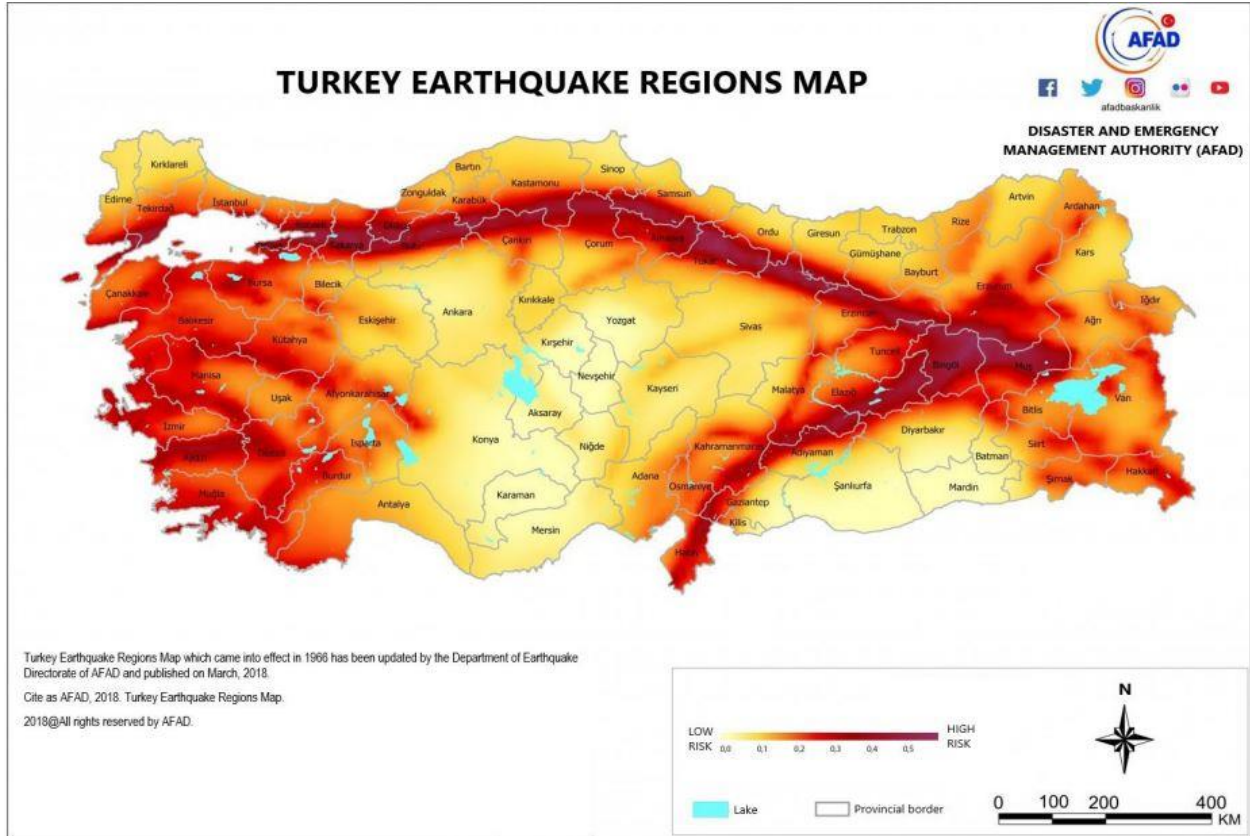 AFAD
afadbaskanlik
TURKEY EARTHQUAKE REGIONS MAP
DISASTER AND EMERGENCY
MANAGEMENT AUTHORITY (AFAD)
Kırklareli
Edirne
Tekirdağ
İstanbul
Zonguldak
Bartın
Karabük
Kastamonu
Sinop
Samsun
Ordu
Giresun
Trabzon
Rize
Artvin
Ardahan
Kars
Gümüşhane
Bayburt
Çankırı
Çorum
Amasya
Tokat
Erzincan
Erzurum
Iğdır
Ağrı
Çanakkale
Balıkesir
Bursa
Bilecik
Eskişehir
Ankara
Kırıkkale
Yozgat
Sivas
Tunceli
Bingöl
Muş
Kütahya
Kırşehir
Nevşehir
Kayseri
Malatya
Elazığ
Bitlis
Van
Manisa
Uşak
Afyonkarahisar
Aksaray
Konya
Niğde
Kahramanmaraş
Adıyaman
Diyarbakır
Batman
Siirt
Hakkari
İzmir
Aydın
Denizli
Isparta
Burdur
Adana
Osmaniye
Gaziantep
Şanlıurfa
Mardin
Şırnak
Muğla
Antalya
Karaman
Mersin
Kilis
Hatay
Turkey Earthquake Regions Map which came into effect in 1966 has been updated by the Department of Earthquake
Directorate of AFAD and published on March, 2018.
Cite as AFAD, 2018. Turkey Earthquake Regions Map.
2018@All rights reserved by AFAD.
LOW
RISK
0,0 0,1 0,2 0,3 0,4 0,5
HIGH
RISK
Lake
Provincial border
N
0 100 200 400
KM